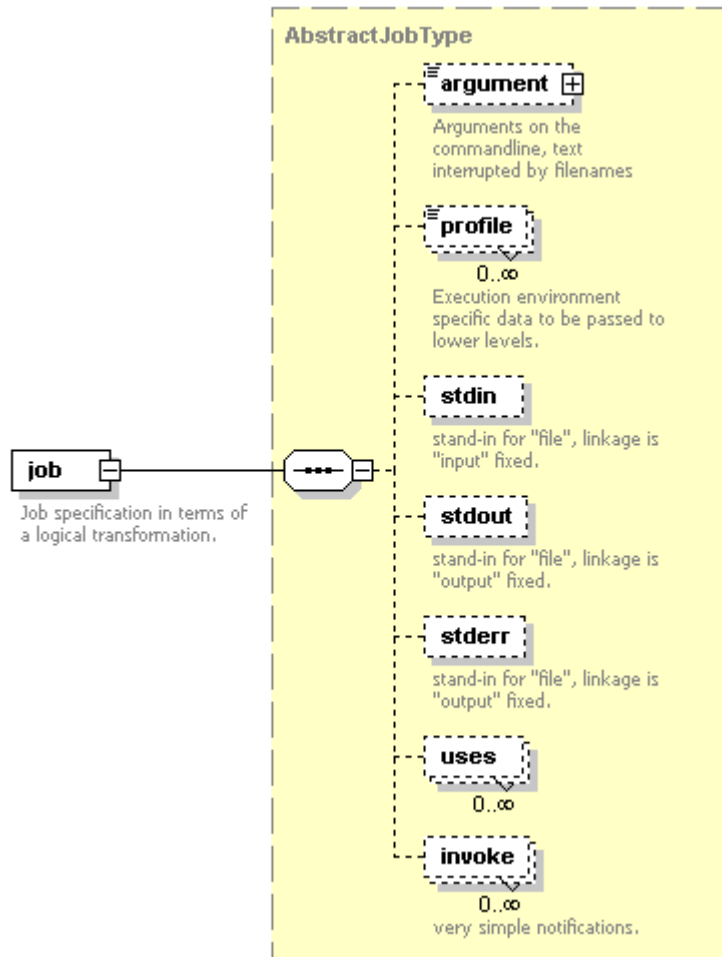 AbstractJobType
argument
Arguments on the
commandline, text
interrupted by filenames
profile
0..∞
Execution environment
specific data to be passed to
lower levels.
stdin
stand-in for "file", linkage is
"input" fixed.
job
Job specification in terms of
a logical transformation.
stdout
stand-in for "file", linkage is
"output" fixed.
stderr
stand-in for "file", linkage is
"output" fixed.
uses
0..∞
invoke
0..∞
very simple notifications.